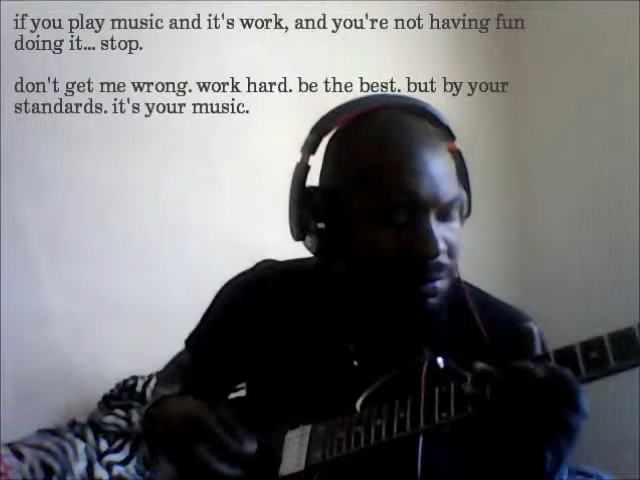 if you play music and it's work, and you're not having fun
doing it... stop.
don't get me wrong. work hard. be the best. but by your
standards. it's your music.